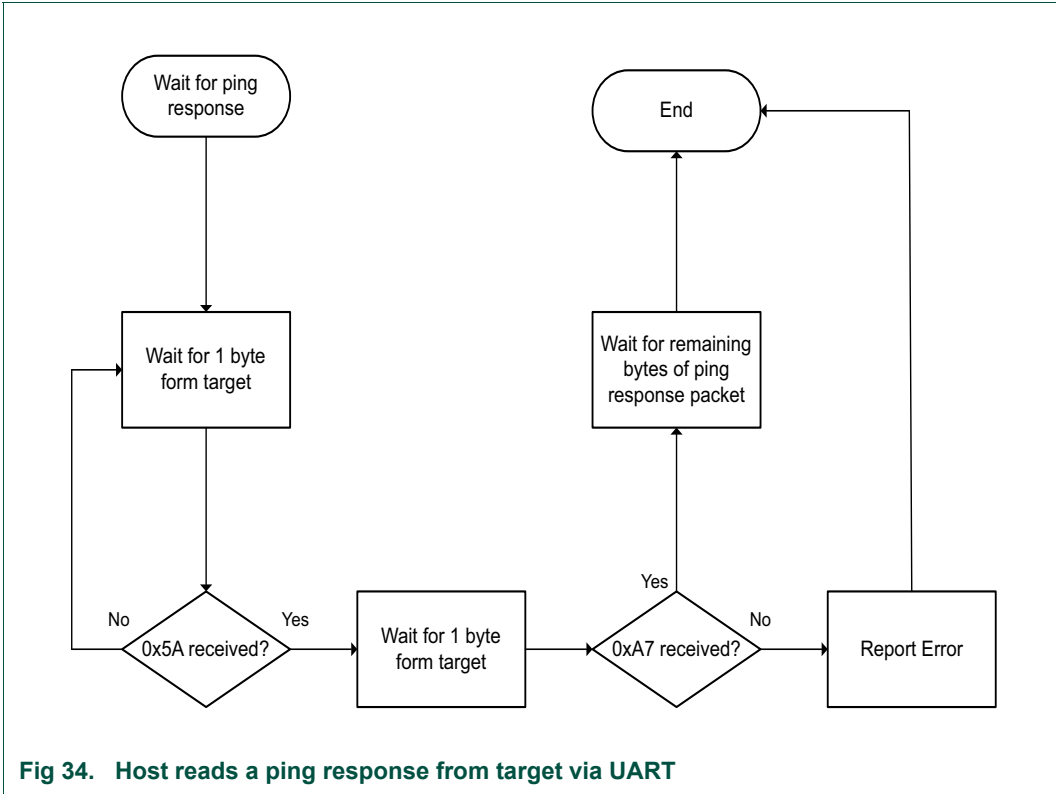 Wait for ping
response
End
Wait for 1 byte
form target
Wait for remaining
bytes of ping
response packet
No
0x5A received?
Yes
Wait for 1 byte
form target
Yes
0xA7 received?
No
Report Error
Fig 34. Host reads a ping response from target via UART